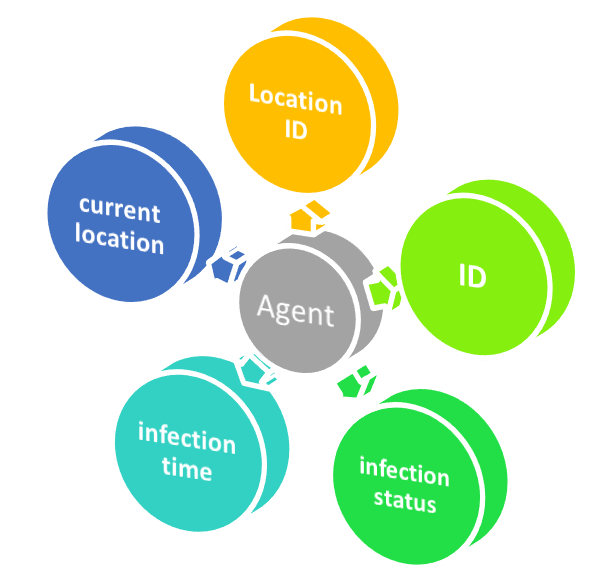 Location
ID
current
location
ID
Agent
infection
time
infection
status